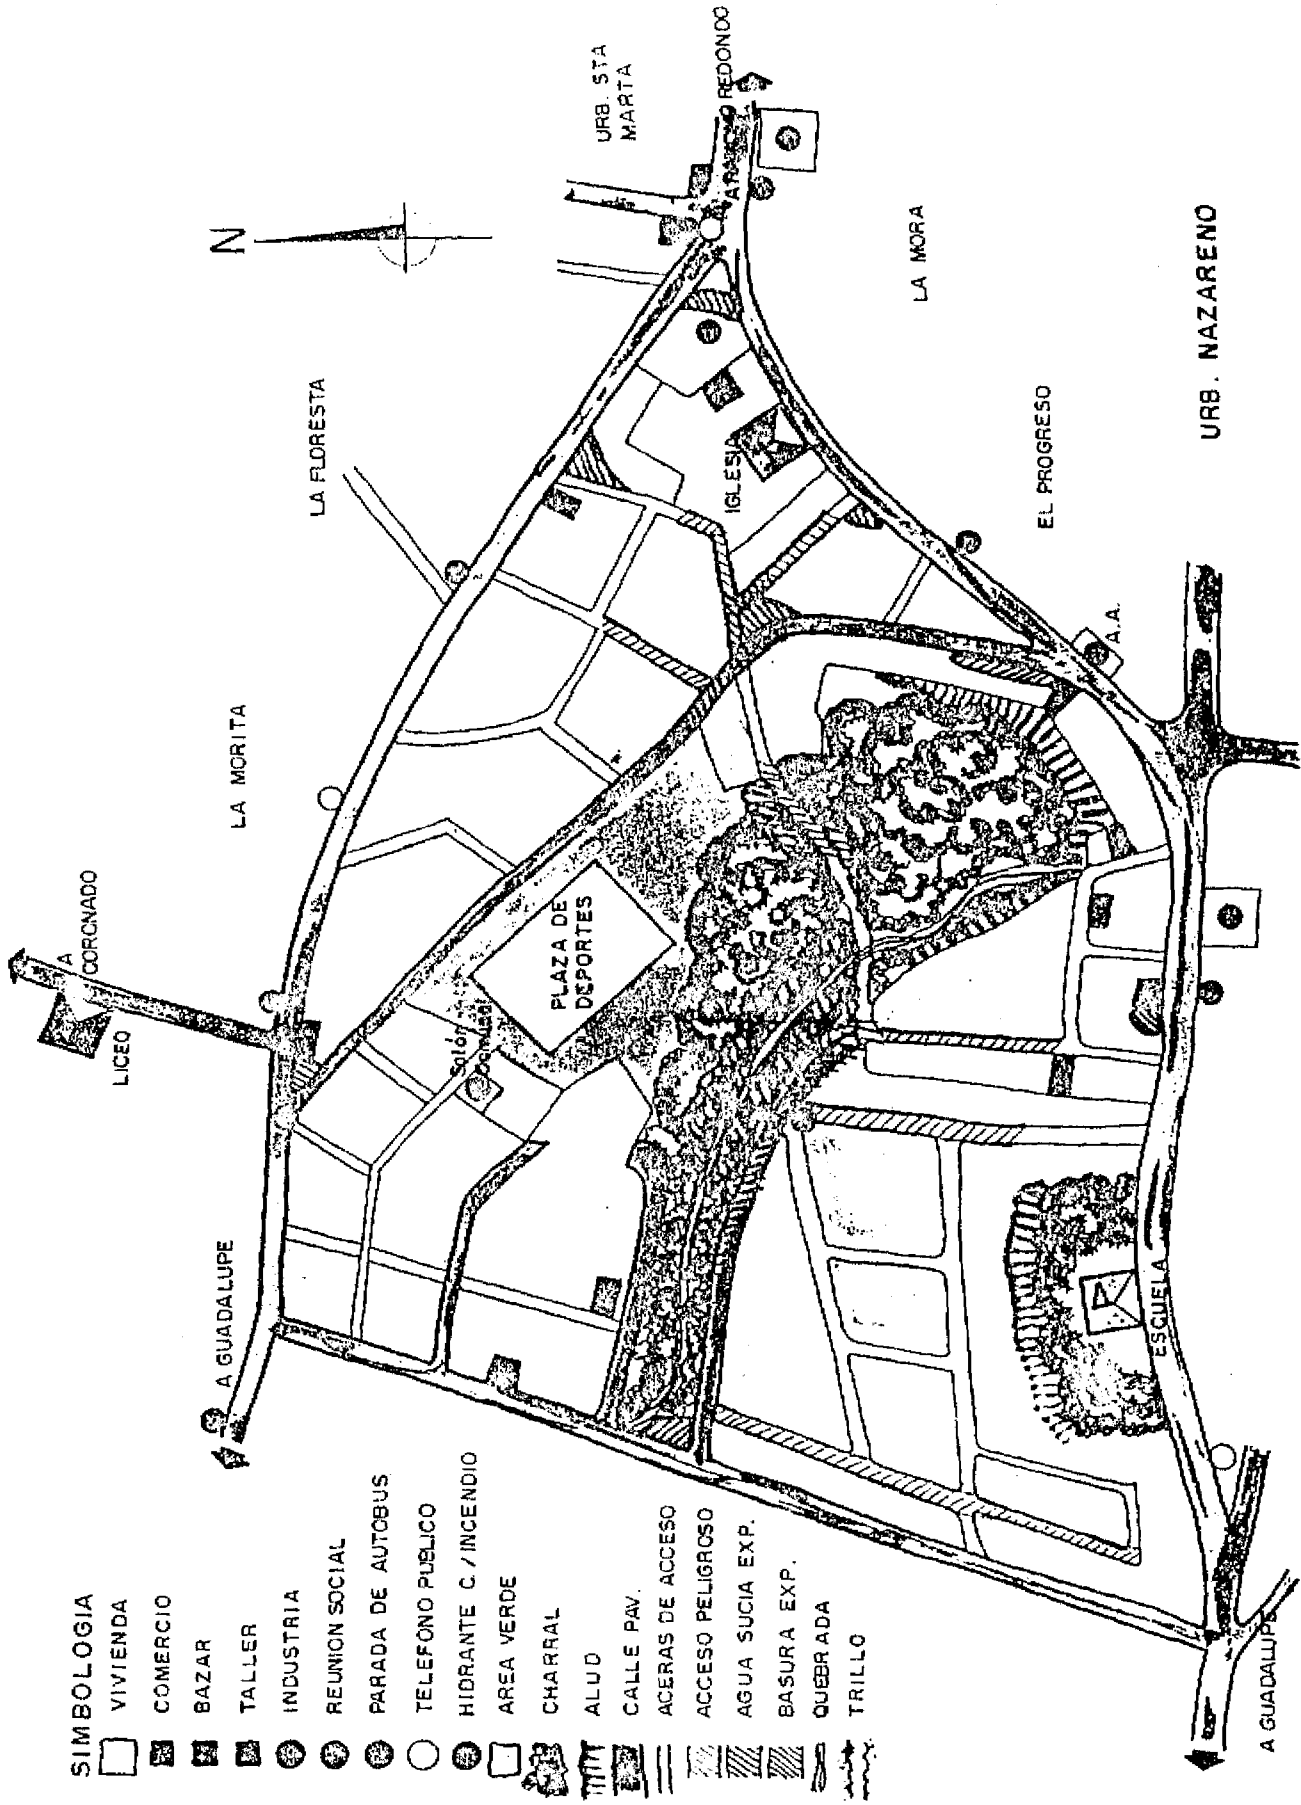 SIMBOLOGIA
VIVIENDA
COMERCIO
BAZAR
TALLER
INDUSTRIA
REUNION SOCIAL
PARADA DE AUTOBUS
TELEFONO PUBLICO
HIDRANTE C./INCENDIO
AREA VERDE
CHARRAL
ALUD
CALLE PAV.
ACERAS DE ACCESO
ACCESO PELIGROSO
AGUA SUCIA EXP.
BASURA EXP.
QUEBRADA
TRILLO
A GUADALUPE
LICEO
A
CORONADO
LA MORITA
LA FLORESTA
N
URB. STA
MARTA
REDONDO
LA MORA
URB. NAZARENO
EL PROGRESO
A.A.
IGLESIA
PLAZA DE
DEPORTES
Salón
ESCUELA
A GUADALUPE